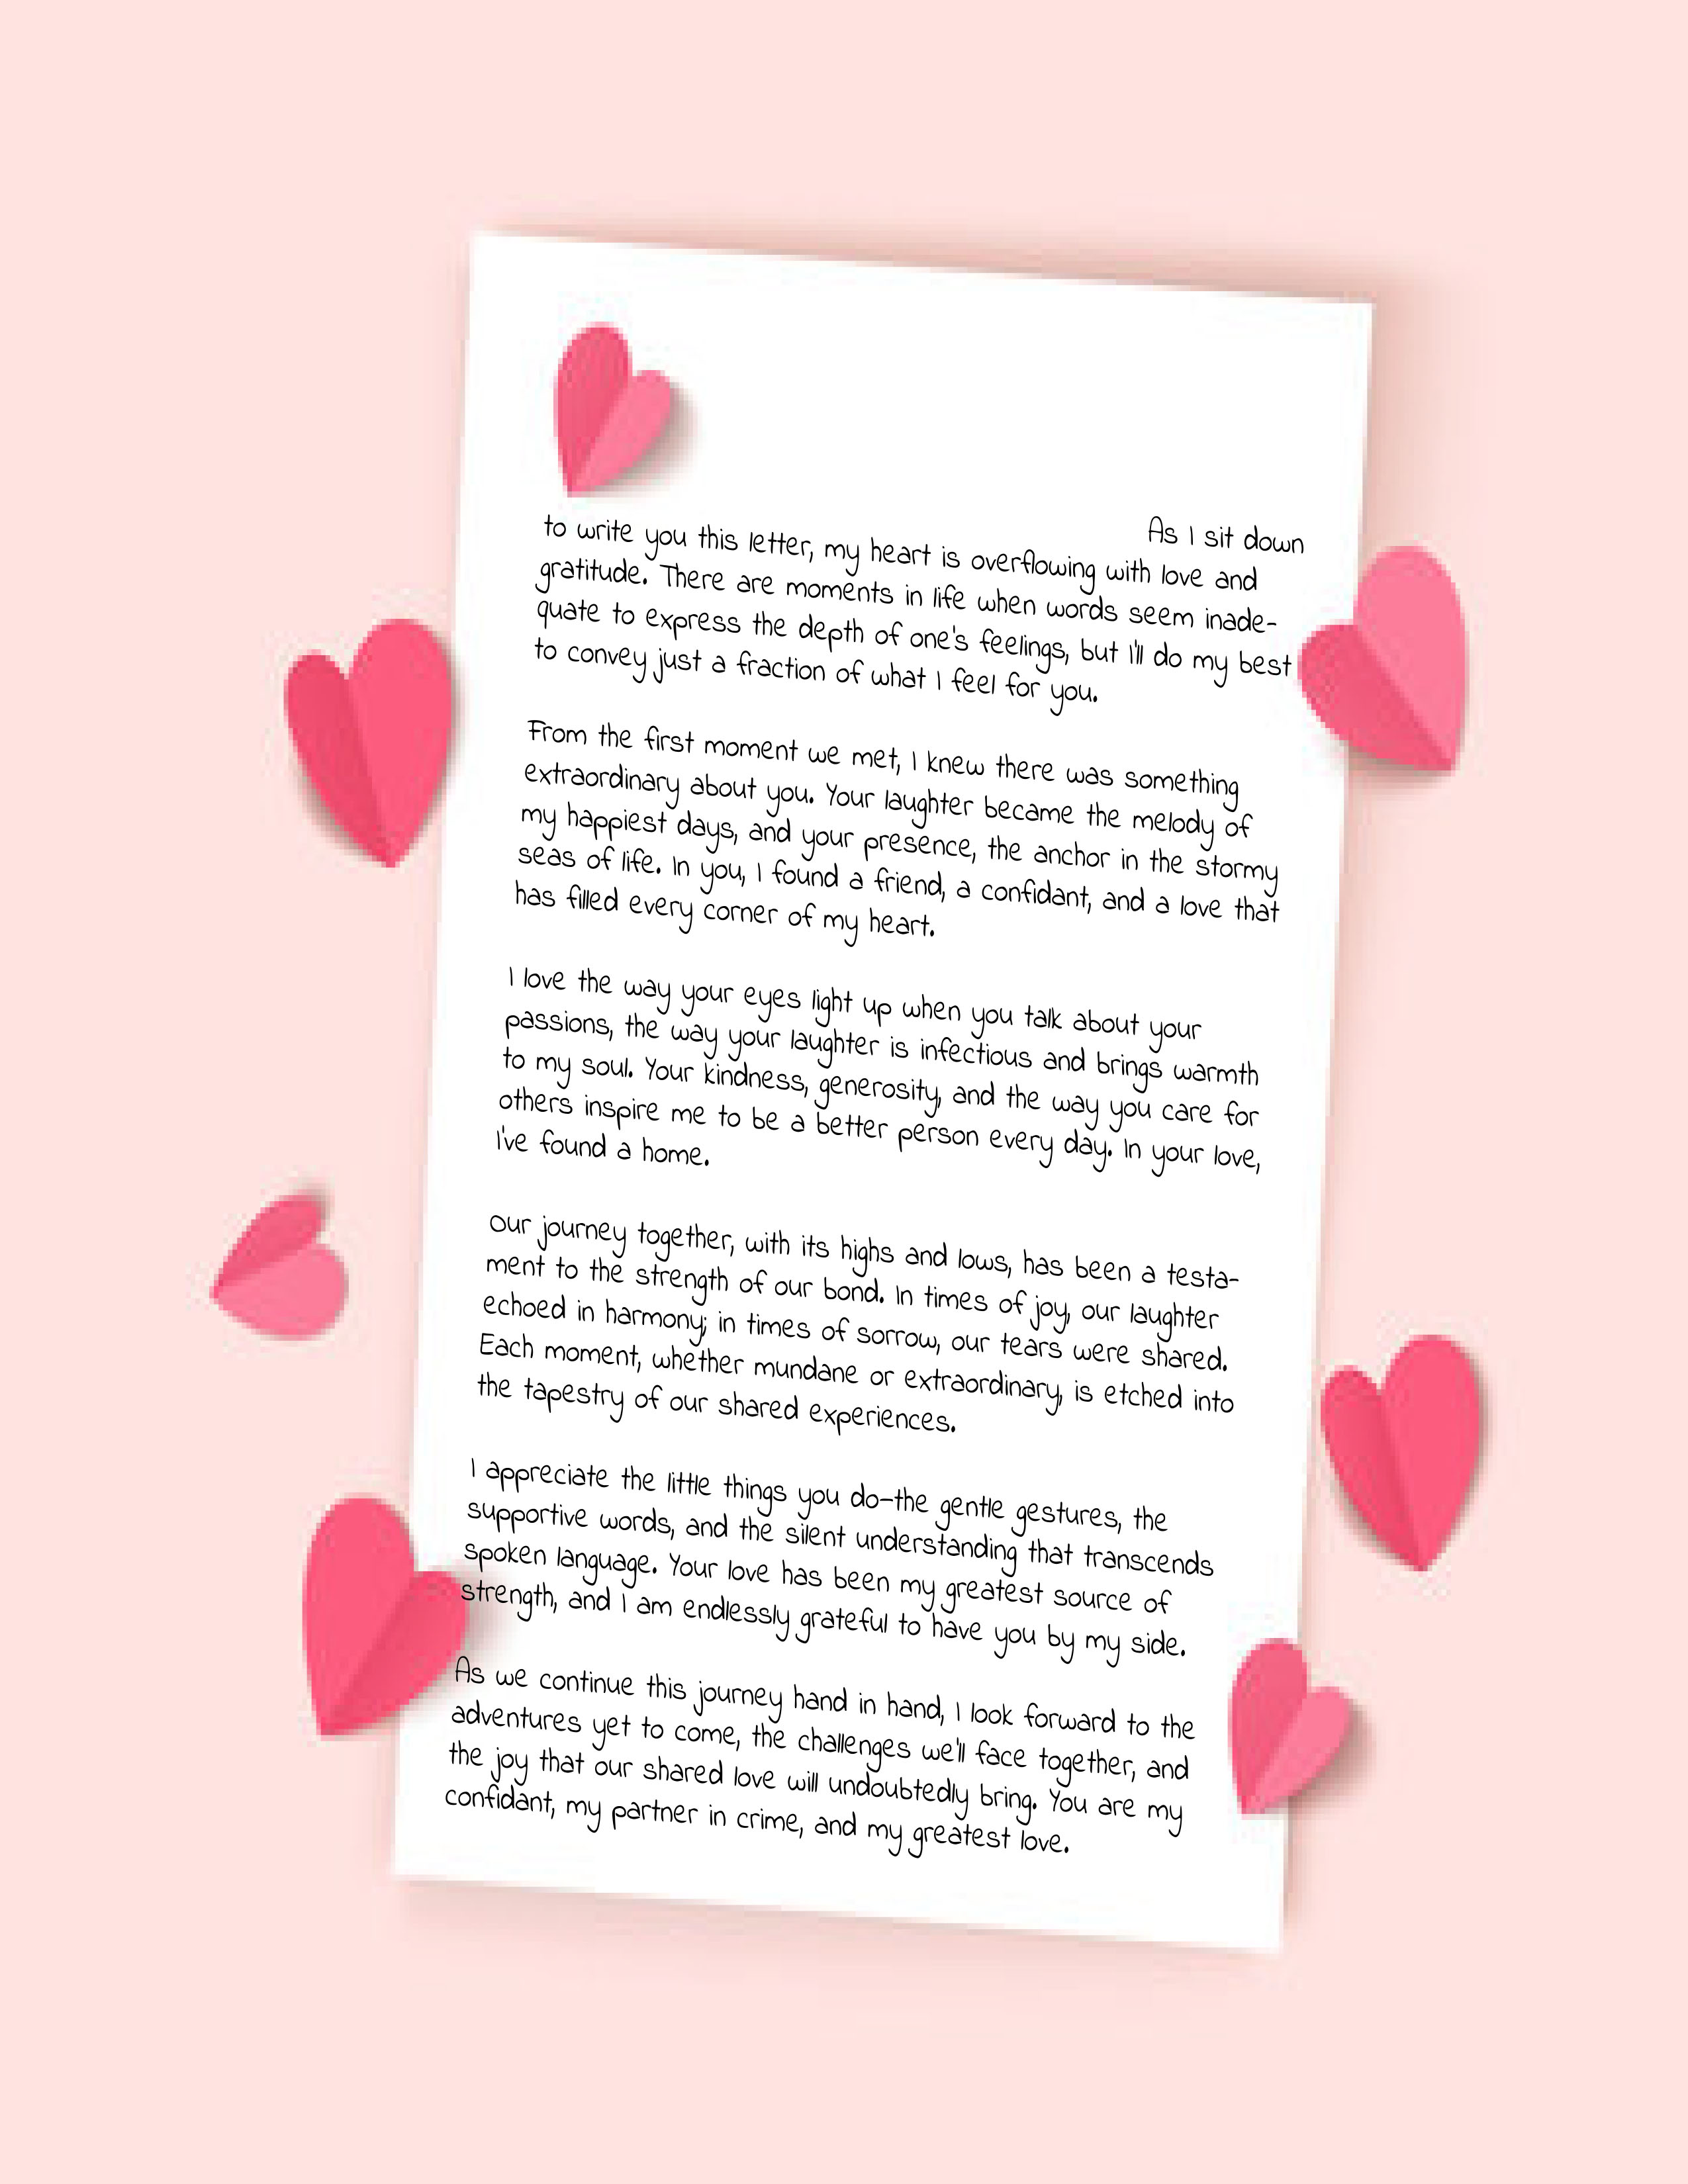 As I sit down
to write you this letter, my heart is overflowing with love and
gratitude. There are moments in life when words seem inade-
quate to express the depth of one's feelings, but I'll do my best
to convey just a fraction of what I feel for you.
From the first moment we met, I knew there was something
extraordinary about you. Your laughter became the melody of
my happiest days, and your presence, the anchor in the stormy
seas of life. In you, I found a friend, a confidant, and a love that
has filled every corner of my heart.
I love the way your eyes light up when you talk about your
passions, the way your laughter is infectious and brings warmth
to my soul. Your kindness, generosity, and the way you care for
others inspire me to be a better person every day. In your love,
I've found a home.
Our journey together, with its highs and lows, has been a testa-
ment to the strength of our bond. In times of joy, our laughter
echoed in harmony; in times of sorrow, our tears were shared.
Each moment, whether mundane or extraordinary, is etched into
the tapestry of our shared experiences.
I appreciate the little things you do-the gentle gestures, the
supportive words, and the silent understanding that transcends
spoken language. Your love has been my greatest source of
strength, and I am endlessly grateful to have you by my side.
As we continue this journey hand in hand, I look forward to the
adventures yet to come, the challenges we'll face together, and
the joy that our shared love will undoubtedly bring. You are my
confidant, my partner in crime, and my greatest love.